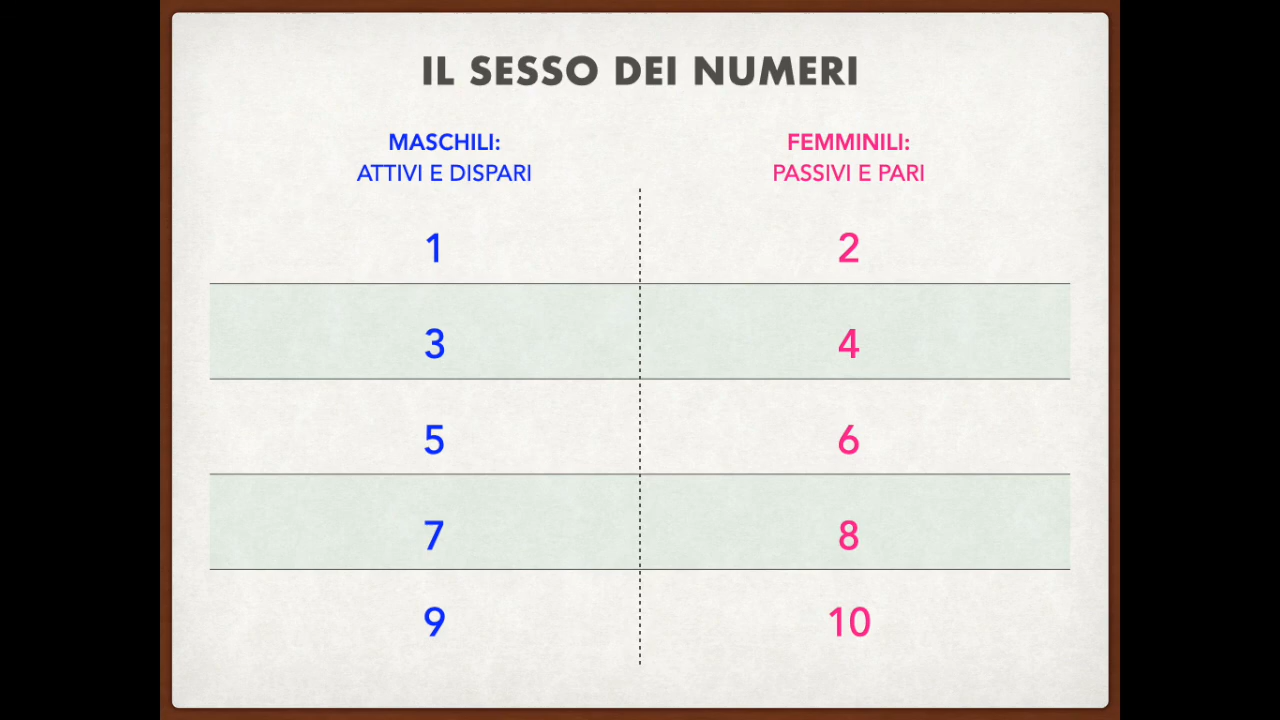 IL SESSO DEI NUMERI
MASCHILI: FEMMINILI:
ATTIVI E DISPARI PASSIVI E PARI
1 2
3 4
5 6
7 8
9 10